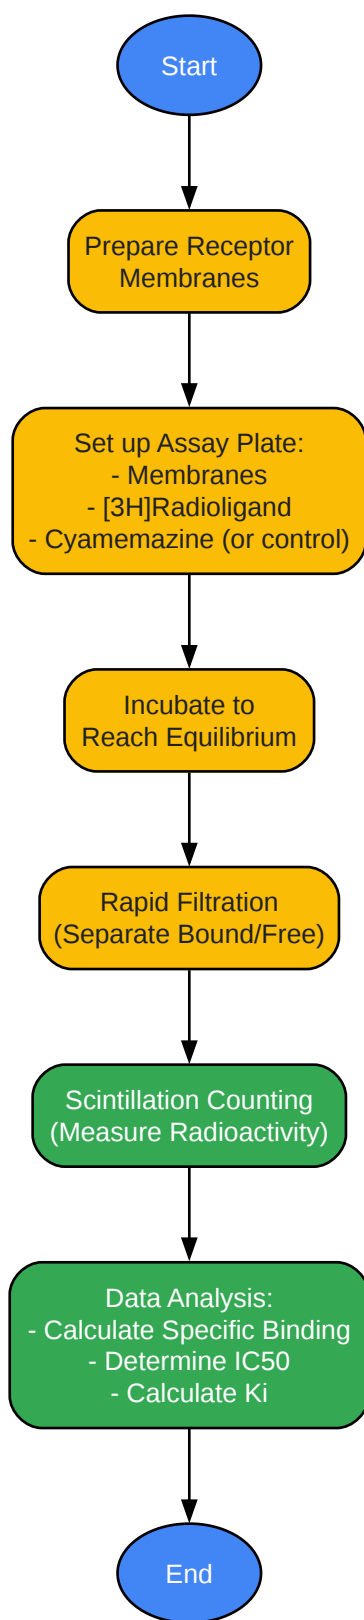 Start
Prepare Receptor
Membranes
Set up Assay Plate:
- Membranes
- [3H]Radioligand
- Cyamemazine (or control)
Incubate to
Reach Equilibrium
Rapid Filtration
(Separate Bound/Free)
Scintillation Counting
(Measure Radioactivity)
Data Analysis:
- Calculate Specific Binding
- Determine IC50
- Calculate Ki
End